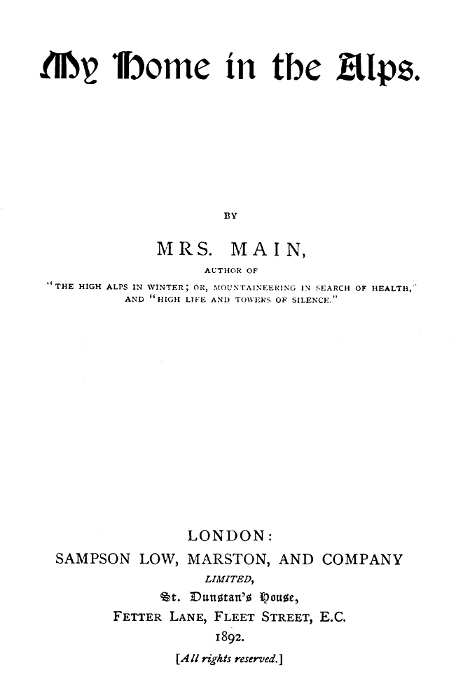 My Home in the Alps.
BY
MRS. MAIN,
AUTHOR OF
"THE HIGH ALPS IN WINTER; OR, MOUNTAINEERING IN SEARCH OF HEALTH,"
AND "HIGH LIFE AND TOWERS OF SILENCE."
LONDON:
SAMPSON LOW, MARSTON, AND COMPANY
LIMITED,
St. Dunstan's House,
FETTER LANE, FLEET STREET, E.C.
1892.
[All rights reserved.]